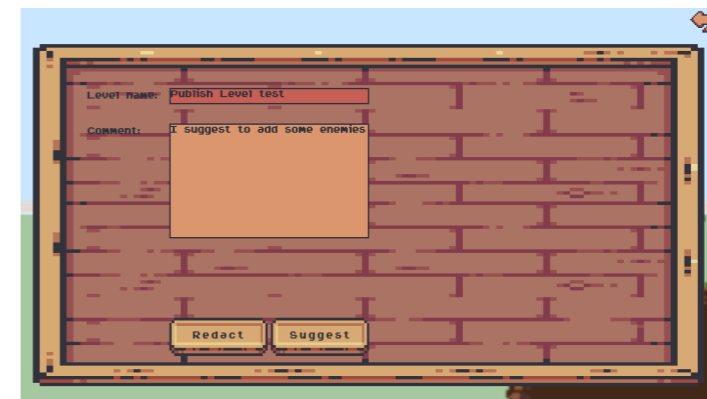 Level name: Publish Level test
Comment: I suggest to add some enemies
Redact Suggest